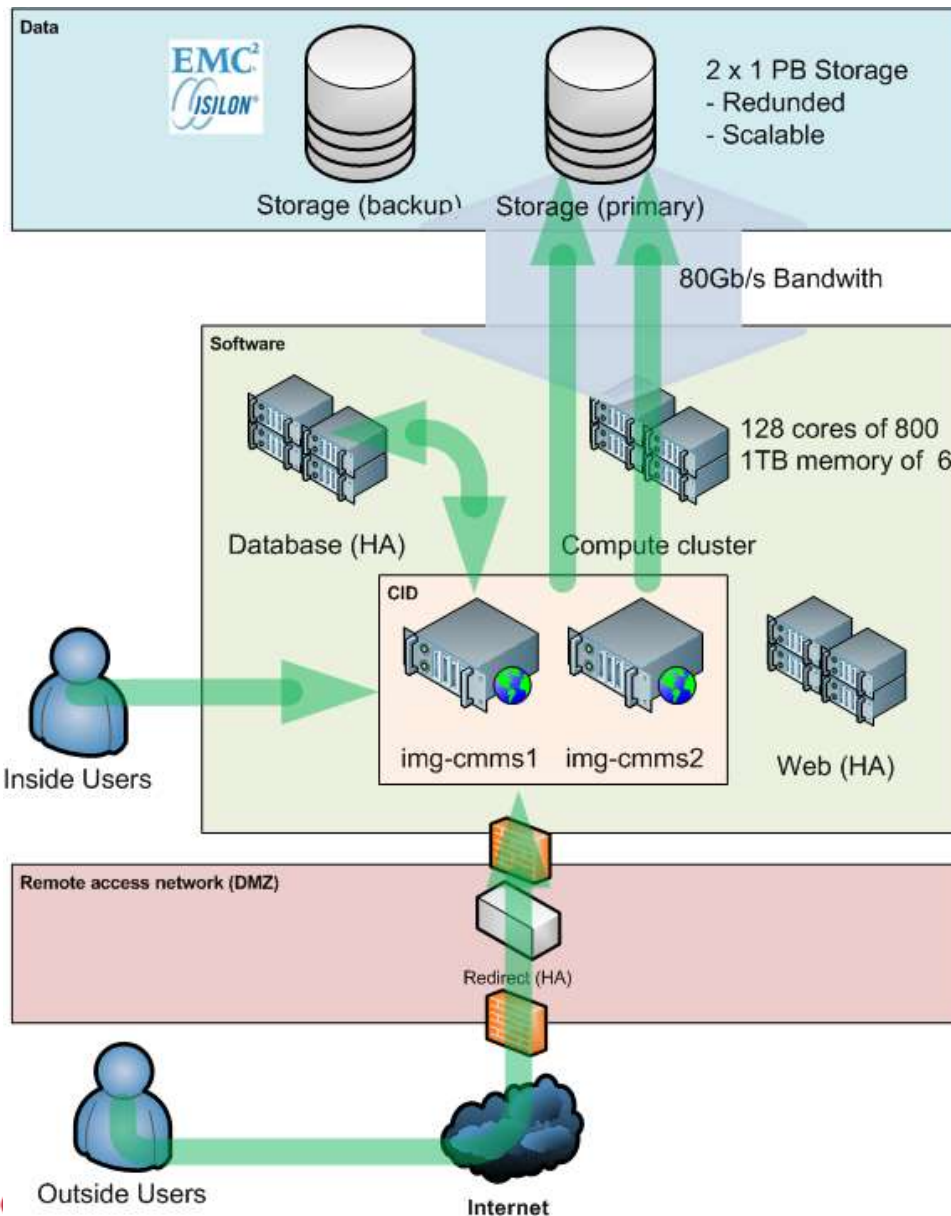 Data
EMC²
ISILON®
2 x 1 PB Storage
- Redunded
- Scalable
Storage (backup)
Storage (primary)
80Gb/s Bandwith
Software
128 cores of 800
1TB memory of 6
Database (HA)
Compute cluster
CID
img-cmms1
img-cmms2
Web (HA)
Inside Users
Remote access network (DMZ)
Redirect (HA)
Outside Users
Internet